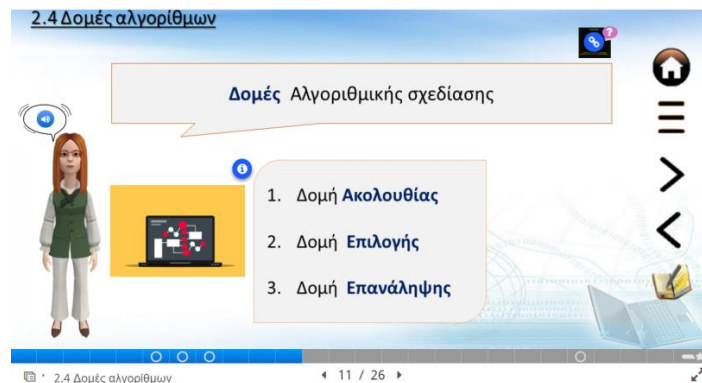 2.4 Δομές αλγορίθμων
?
Δομές Αλγοριθμικής σχεδίασης
i
1. Δομή Ακολουθίας
2. Δομή Επιλογής
3. Δομή Επανάληψης
2.4 Δομές αλγορίθμων
11 / 26